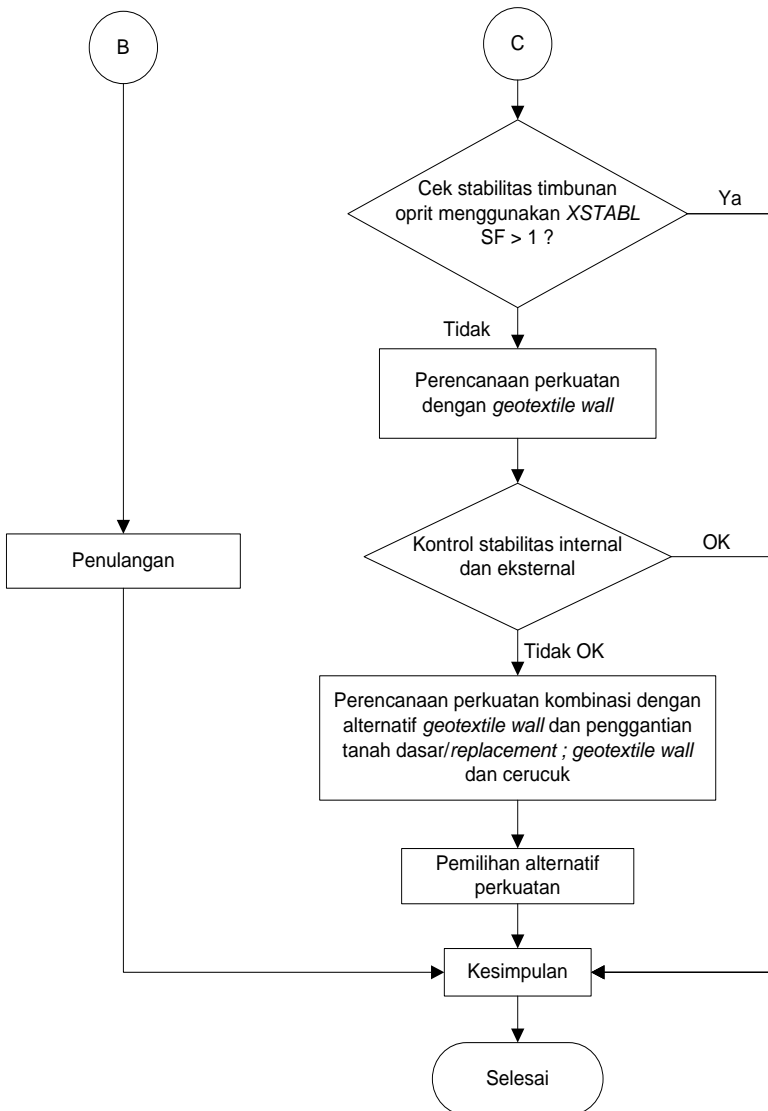 B
C
Cek stabilitas timbunan
oprit menggunakan XSTABL
SF > 1 ?
Ya
Tidak
Perencanaan perkuatan
dengan geotextile wall
Penulangan
Kontrol stabilitas internal
dan eksternal
OK
Tidak OK
Perencanaan perkuatan kombinasi dengan
alternatif geotextile wall dan penggantian
tanah dasar/replacement ; geotextile wall
dan cerucuk
Pemilihan alternatif
perkuatan
Kesimpulan
Selesai